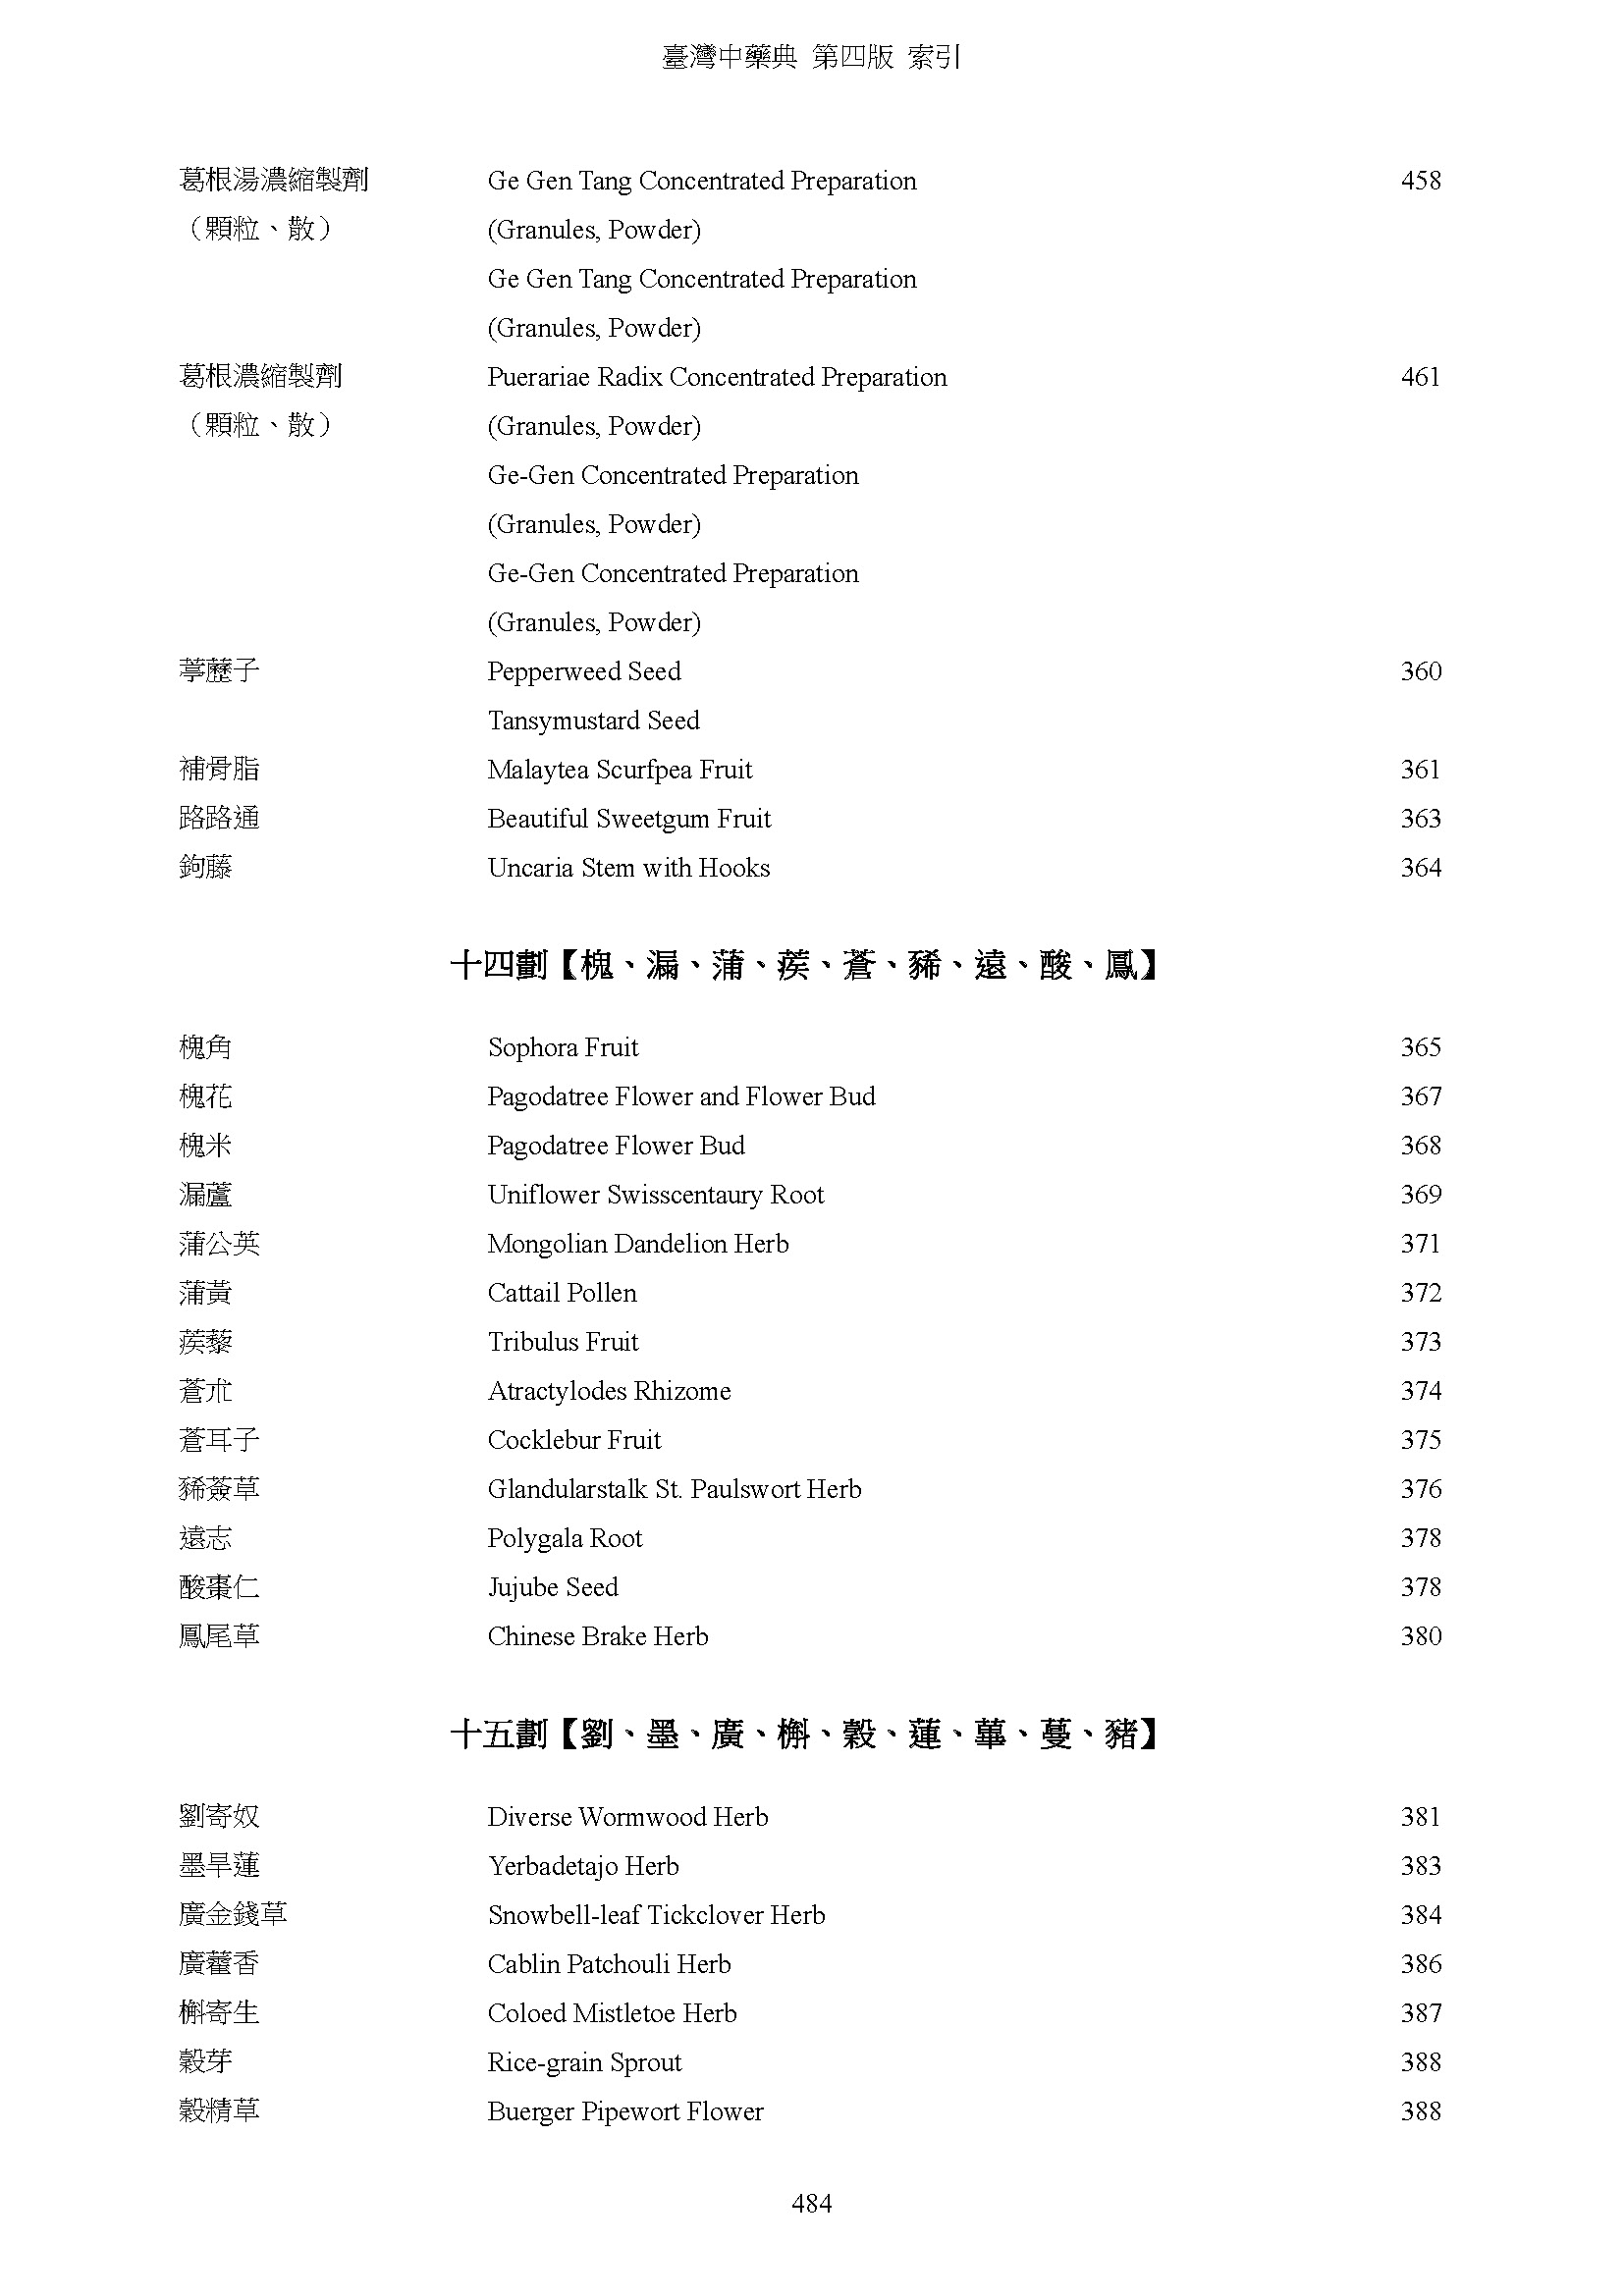 臺灣中藥典 第四版 索引
葛根湯濃縮製劑 Ge Gen Tang Concentrated Preparation 458
（顆粒、散） (Granules, Powder)
Ge Gen Tang Concentrated Preparation
(Granules, Powder)
葛根濃縮製劑 Puerariae Radix Concentrated Preparation 461
（顆粒、散） (Granules, Powder)
Ge-Gen Concentrated Preparation
(Granules, Powder)
Ge-Gen Concentrated Preparation
(Granules, Powder)
葶藶子 Pepperweed Seed 360
Tansymustard Seed
補骨脂 Malaytea Scurfpea Fruit 361
路路通 Beautiful Sweetgum Fruit 363
鉤藤 Uncaria Stem with Hooks 364
十四劃【槐、漏、蒲、蒺、蒼、豨、遠、酸、鳳】
槐角 Sophora Fruit 365
槐花 Pagodatree Flower and Flower Bud 367
槐米 Pagodatree Flower Bud 368
漏蘆 Uniflower Swisscentaury Root 369
蒲公英 Mongolian Dandelion Herb 371
蒲黃 Cattail Pollen 372
蒺藜 Tribulus Fruit 373
蒼朮 Atractylodes Rhizome 374
蒼耳子 Cocklebur Fruit 375
豨薟草 Glandularstalk St. Paulswort Herb 376
遠志 Polygala Root 378
酸棗仁 Jujube Seed 378
鳳尾草 Chinese Brake Herb 380
十五劃【劉、墨、廣、槲、穀、蓮、蓽、蔓、豬】
劉寄奴 Diverse Wormwood Herb 381
墨旱蓮 Yerbadetajo Herb 383
廣金錢草 Snowbell-leaf Tickclover Herb 384
廣藿香 Cablin Patchouli Herb 386
槲寄生 Coloed Mistletoe Herb 387
穀芽 Rice-grain Sprout 388
穀精草 Buerger Pipewort Flower 388
484